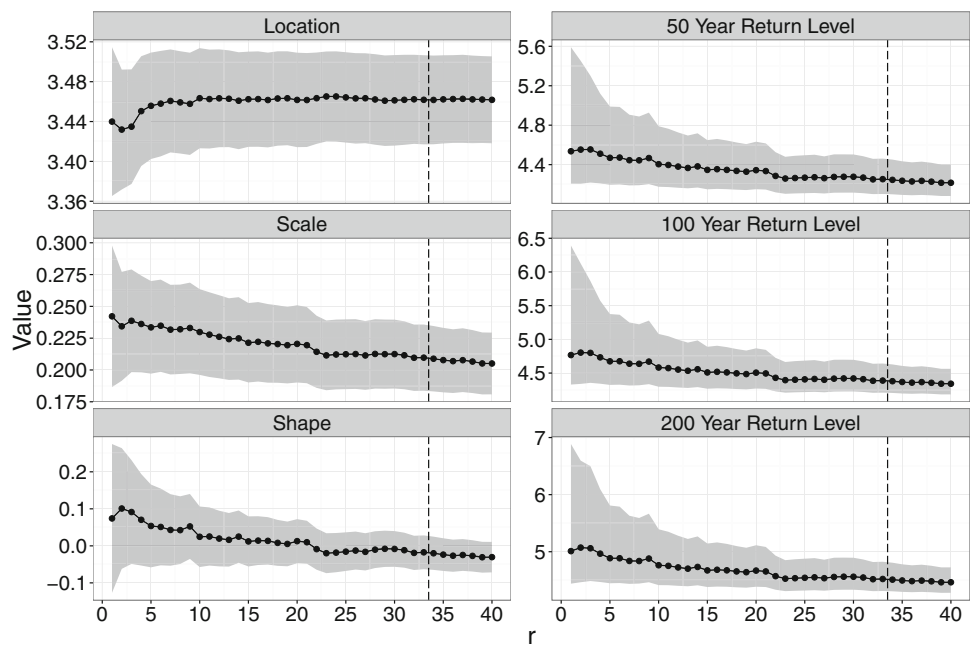 Location
3.52
3.48
3.44
3.40
3.36
50 Year Return Level
5.6
5.2
4.8
4.4
Scale
0.300
0.275
0.250
0.225
0.200
0.175
100 Year Return Level
6.5
6.0
5.5
5.0
4.5
Value
Shape
0.2
0.1
0.0
−0.1
0 5 10 15 20 25 30 35 40
200 Year Return Level
7
6
5
0 5 10 15 20 25 30 35 40
r